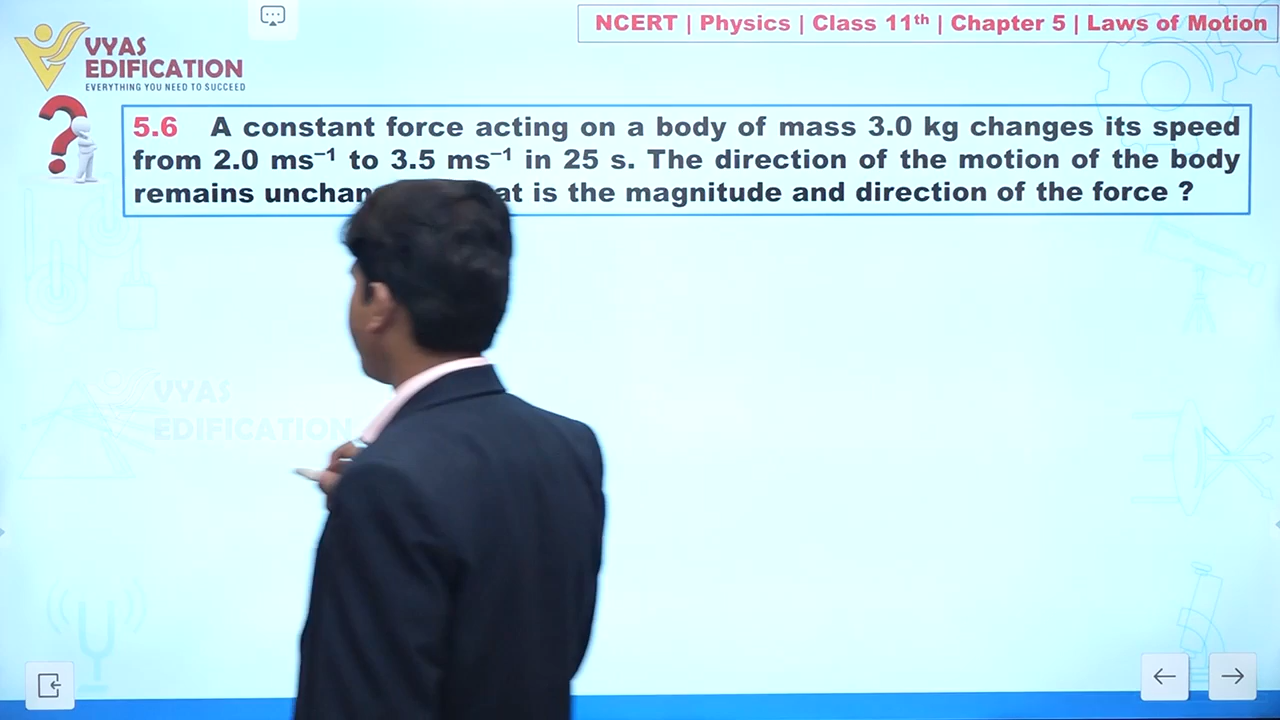 NCERT | Physics | Class 11th | Chapter 5 | Laws of Motion
VYAS
EDIFICATION
EVERYTHING YOU NEED TO SUCCEED
5.6 A constant force acting on a body of mass 3.0 kg changes its speed
from 2.0 ms⁻¹ to 3.5 ms⁻¹ in 25 s. The direction of the motion of the body
remains is the magnitude and direction of the force ?
VYAS
EDIFICATION